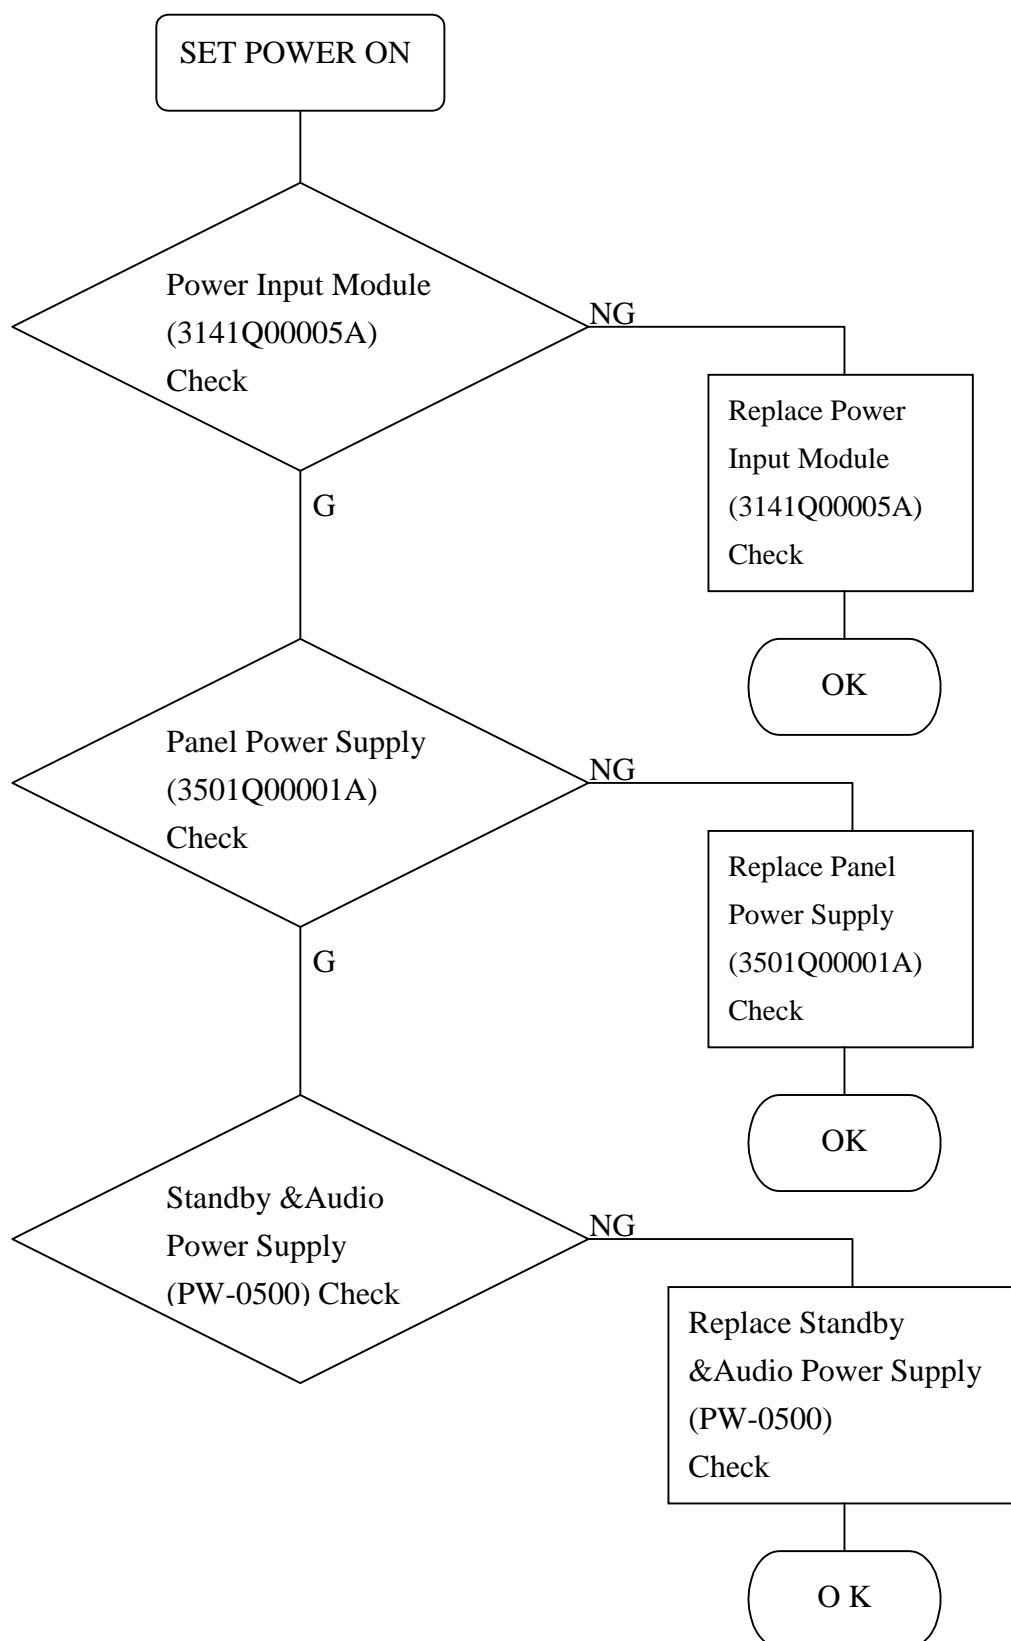 SET POWER ON
Power Input Module
(3141Q00005A)
Check
NG
Replace Power
Input Module
(3141Q00005A)
Check
G
OK
Panel Power Supply
(3501Q00001A)
Check
NG
Replace Panel
Power Supply
(3501Q00001A)
Check
G
OK
Standby &Audio
Power Supply
(PW-0500) Check
NG
Replace Standby
&Audio Power Supply
(PW-0500)
Check
O K